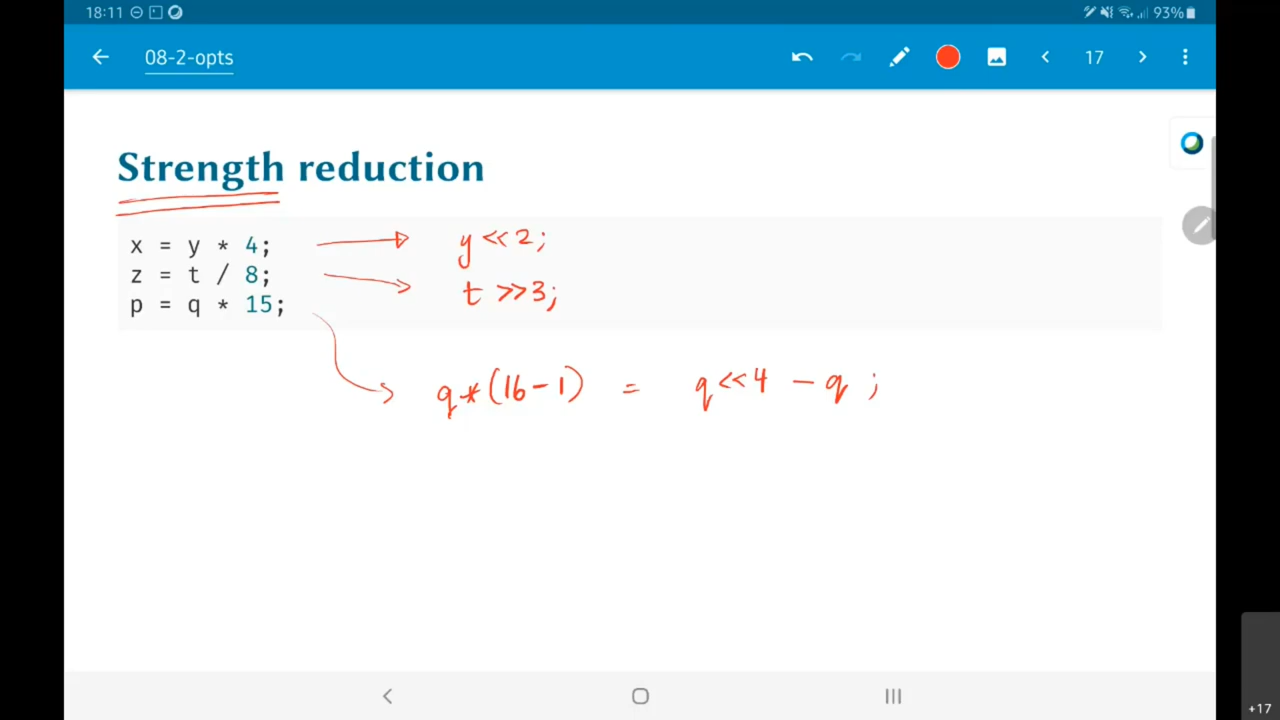 18:11 93%
08-2-opts 17
Strength reduction
x = y * 4; y << 2;
z = t / 8; t >> 3;
p = q * 15;
q * (16 - 1) = q << 4 - q ;
+17